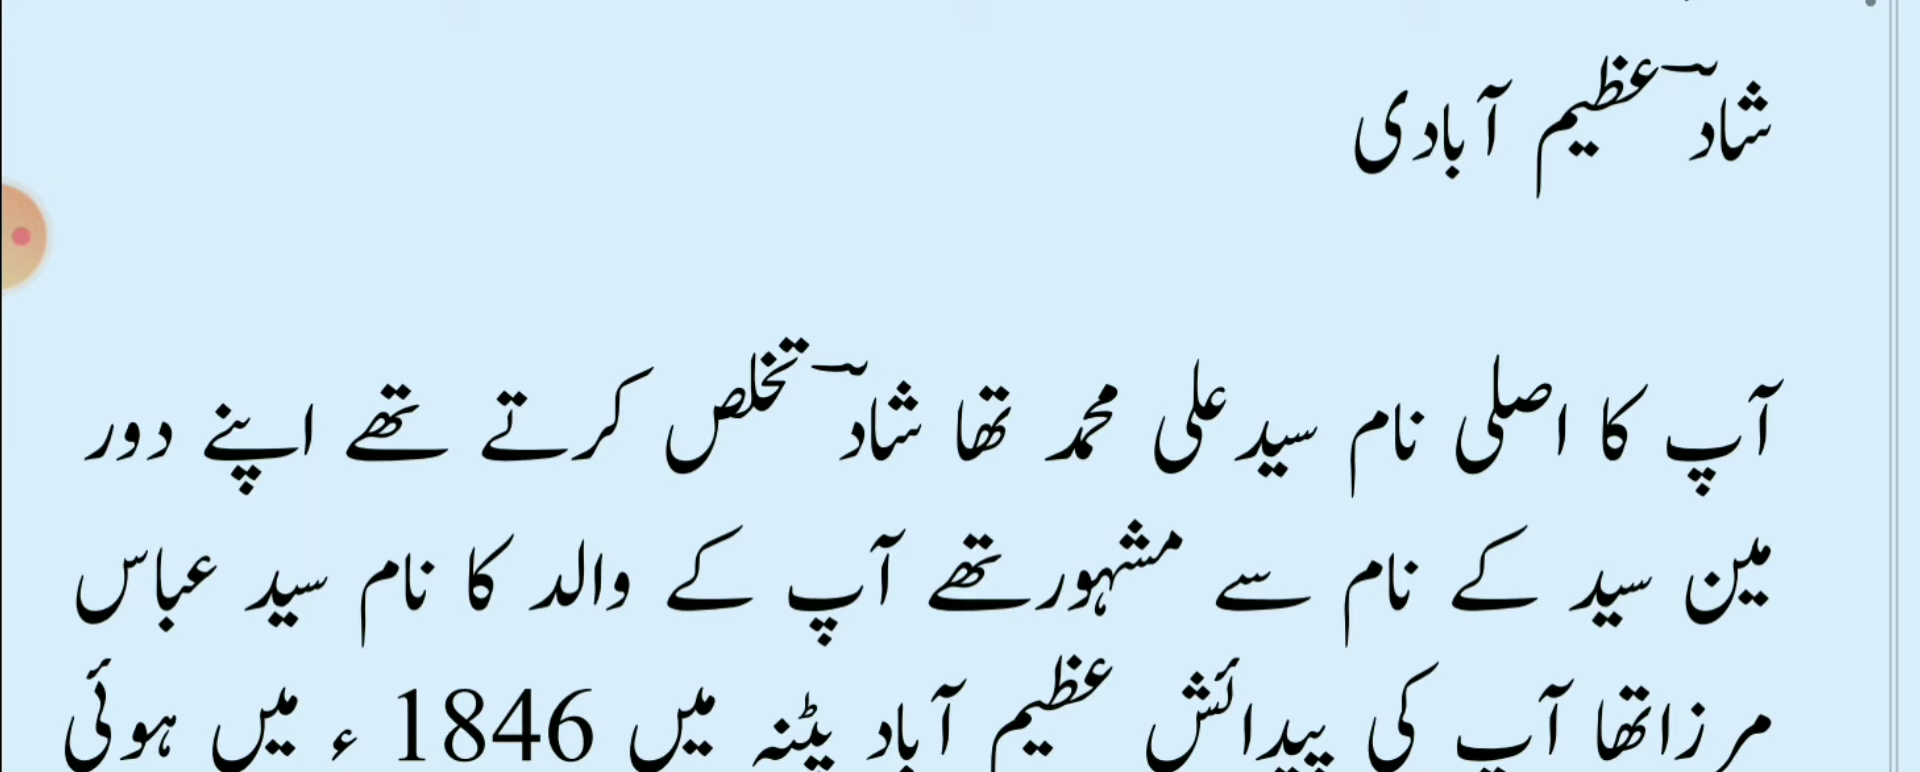 شادؔ عظیم آبادی
آپ کا اصلی نام سید علی محمد تھا شادؔ تخلص کرتے تھے اپنے دور
مین سید کے نام سے مشہور تھے آپ کے والد کا نام سید عباس
مرزا تھا آپ کی پیدائش عظیم آباد پٹنہ میں 1846 ء میں ہوئی